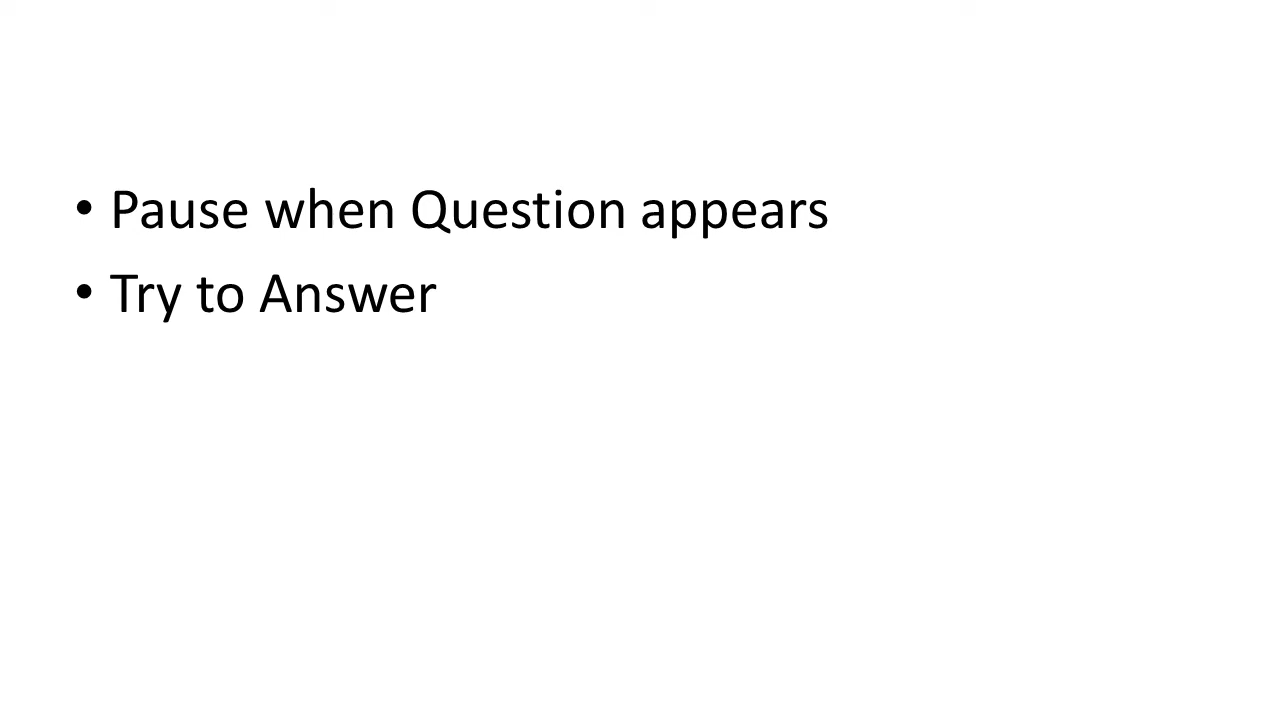 • Pause when Question appears
• Try to Answer